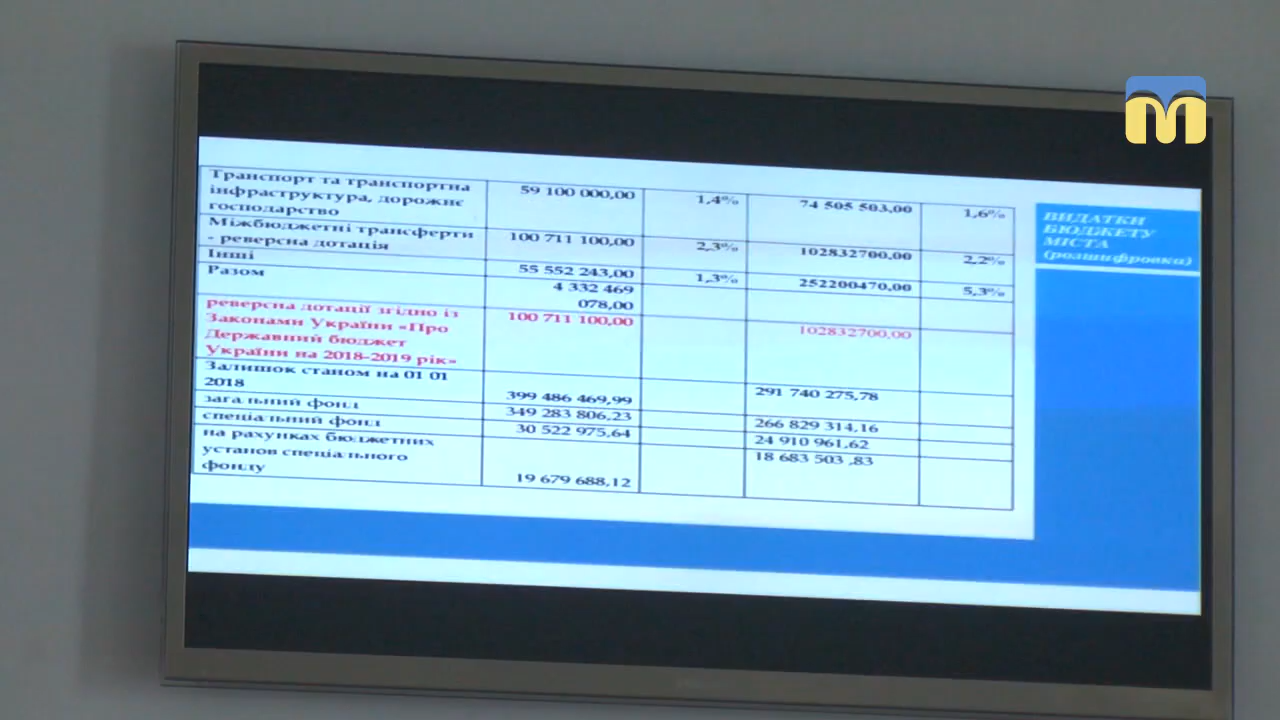 Транспорт та транспортна 59 100 000,00 1,4% 74 505 503,00 1,6%
інфраструктура, дорожнє
господарство
Міжбюджетні трансферти 100 711 100,00 2,3% 102832700,00 2,2%
- реверсна дотація
Інші 55 552 243,00 1,3% 252200470,00 5,3%
Разом 4 332 469
078,00
реверсна дотації згідно із 100 711 100,00 102832700,00
Законами України «Про
Державний бюджет
України на 2018-2019 рік»
Залишок станом на 01 01
2018 399 486 469,99 291 740 275,78
загальний фонд 349 283 806,23 266 829 314,16
спеціальний фонд 30 522 975,64 24 910 961,62
на рахунках бюджетних 18 683 503 ,83
установ спеціального
фонду 19 679 688,12
ВИДАТКИ
БЮДЖЕТУ
МІСТА
(розшифровка)